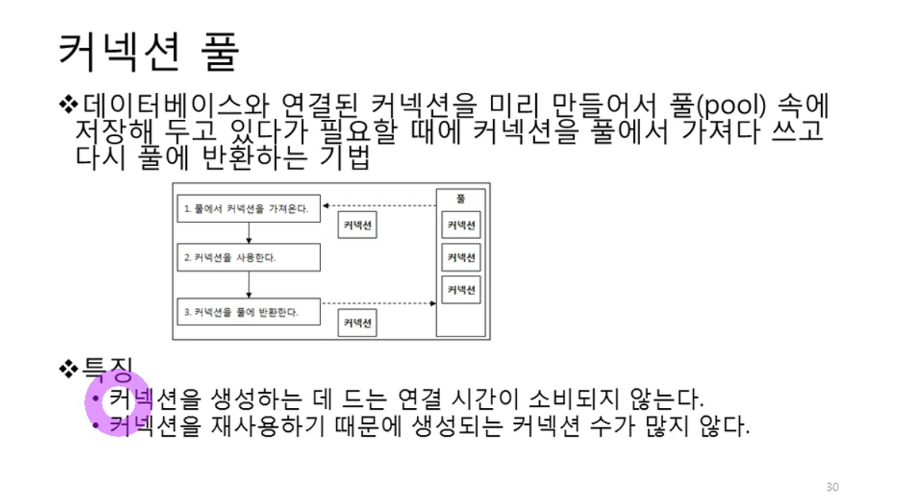 커넥션 풀
❖데이터베이스와 연결된 커넥션을 미리 만들어서 풀(pool) 속에
저장해 두고 있다가 필요할 때에 커넥션을 풀에서 가져다 쓰고
다시 풀에 반환하는 기법
1. 풀에서 커넥션을 가져온다.
커넥션
풀
커넥션
2. 커넥션을 사용한다.
커넥션
커넥션
3. 커넥션을 풀에 반환한다.
커넥션
❖특징
• 커넥션을 생성하는 데 드는 연결 시간이 소비되지 않는다.
• 커넥션을 재사용하기 때문에 생성되는 커넥션 수가 많지 않다.
30